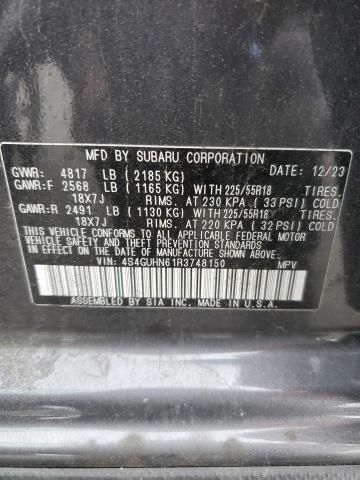 MFD BY SUBARU CORPORATION DATE: 12/23
GVWR: 4817 LB (2185 KG)
GAWR:F 2568 LB (1165 KG) WITH 225/55R18 TIRES,
18X7J RIMS, AT 230 KPA (33 PSI) COLD
GAWR:R 2491 LB (1130 KG) WITH 225/55R18 TIRES,
18X7J RIMS, AT 220 KPA (32 PSI) COLD
THIS VEHICLE CONFORMS TO ALL APPLICABLE FEDERAL MOTOR
VEHICLE SAFETY, BUMPER, AND THEFT PREVENTION STANDARDS
IN EFFECT ON THE DATE OF MANUFACTURE SHOWN ABOVE.
VIN: 4S4GUHN61R3748150 MPV
ASSEMBLED BY SIA INC. MADE IN U.S.A.